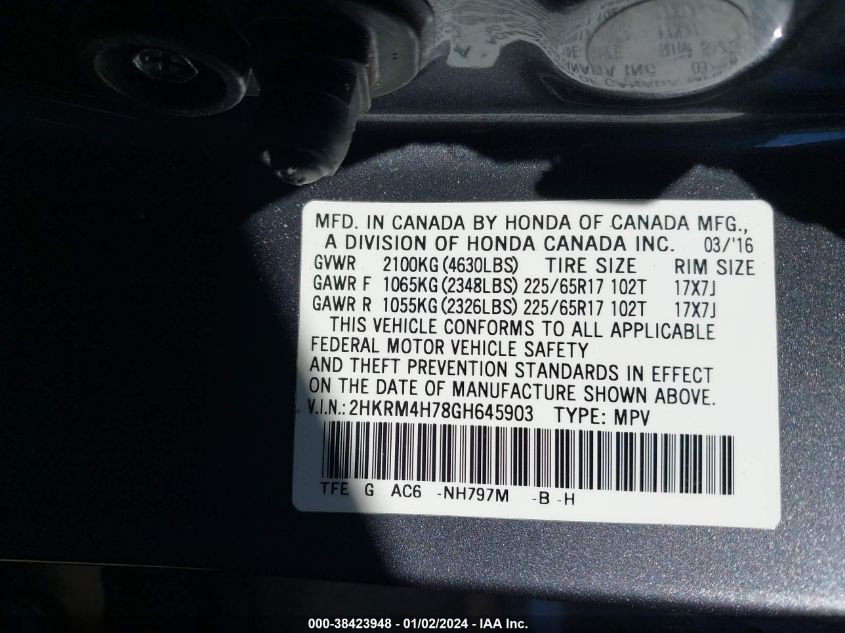 MFD. IN CANADA BY HONDA OF CANADA MFG.,
A DIVISION OF HONDA CANADA INC. 03/'16
GVWR 2100KG (4630LBS) TIRE SIZE RIM SIZE
GAWR F 1065KG (2348LBS) 225/65R17 102T 17X7J
GAWR R 1055KG (2326LBS) 225/65R17 102T 17X7J
THIS VEHICLE CONFORMS TO ALL APPLICABLE
FEDERAL MOTOR VEHICLE SAFETY
AND THEFT PREVENTION STANDARDS IN EFFECT
ON THE DATE OF MANUFACTURE SHOWN ABOVE.
V.I.N.: 2HKRM4H78GH645903 TYPE: MPV
TFE G AC6 -NH797M -B -H
000-38423948 - 01/02/2024 - IAA Inc.